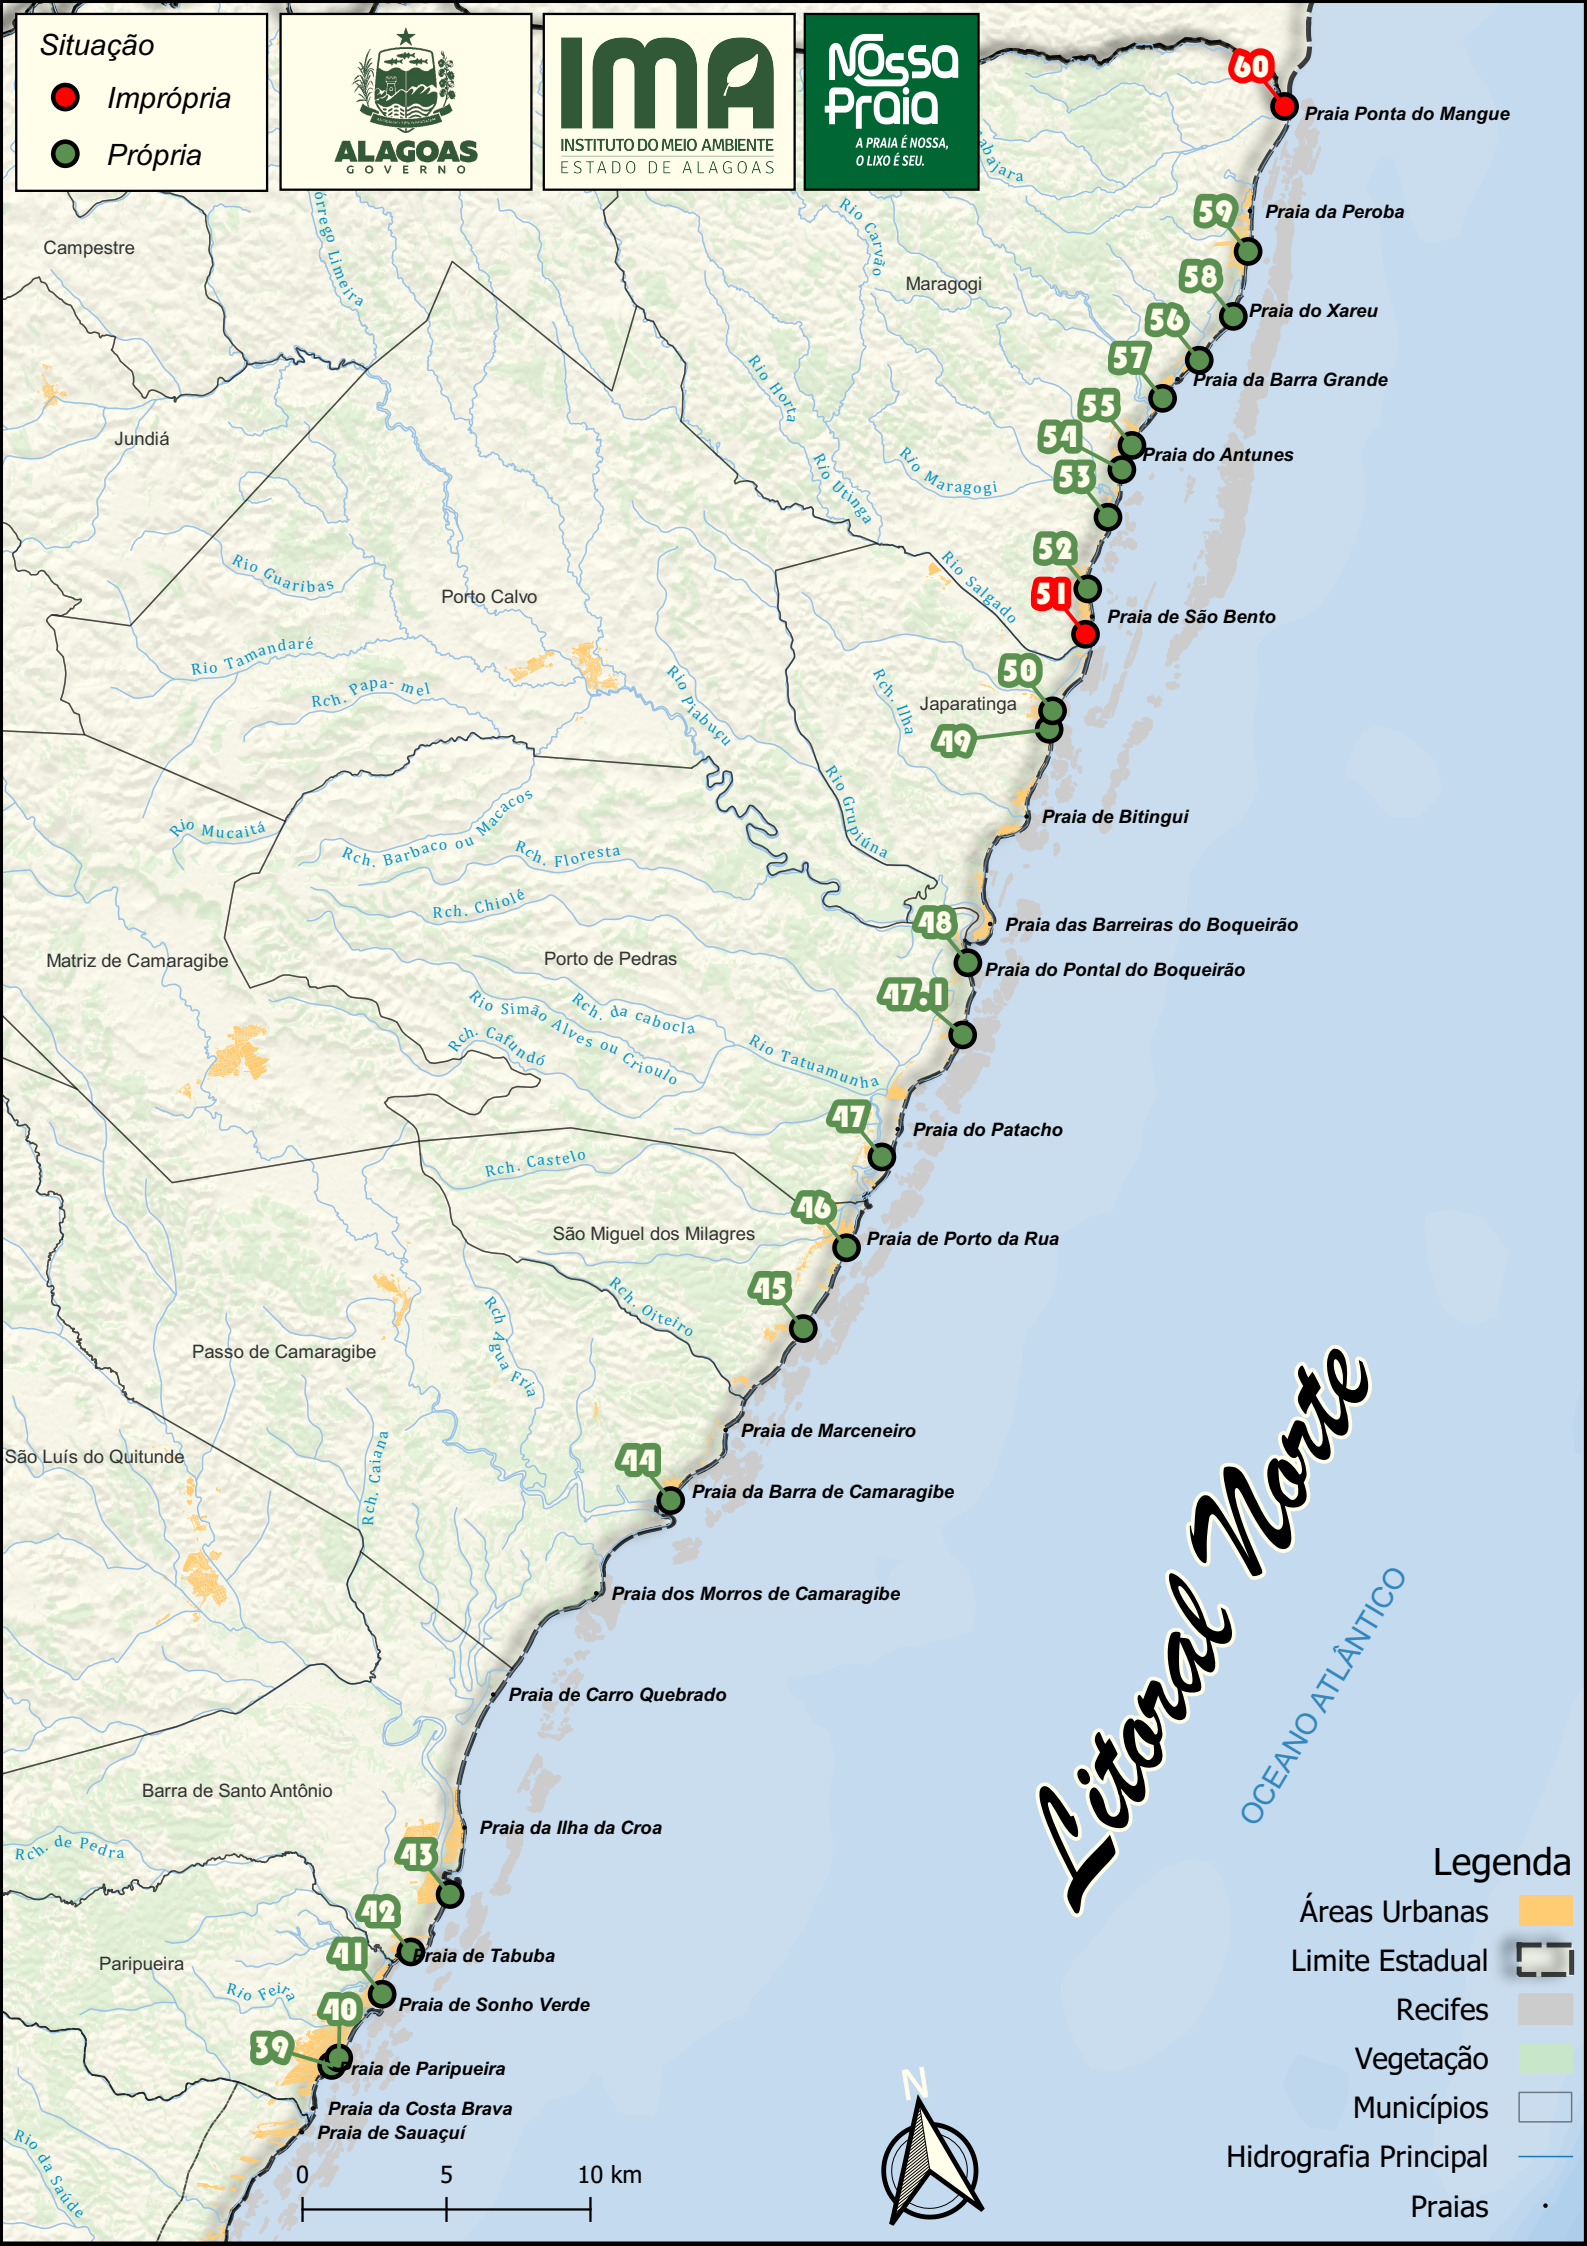 Situação
Imprópria
Própria
ALAGOAS
GOVERNO
IMA
INSTITUTO DO MEIO AMBIENTE
ESTADO DE ALAGOAS
Nossa
Praia
A PRAIA É NOSSA,
O LIXO É SEU.
60
Praia Ponta do Mangue
59
Praia da Peroba
Rio Carvão
Campestre
órrego Limeira
Maragogi
58
Praia do Xareu
56
57
Praia da Barra Grande
Rio Horta
55
Jundiá
54
Praia do Antunes
53
Rio Maragogi
Rio Utinga
52
Rio Salgado
Rio Guaribas
Porto Calvo
51
Praia de São Bento
Rio Tamandaré
50
Rch. Papa- mel
Rio Piabuçu
Rch. Ilha
Japaratinga
49
Rio Grupiúna
Praia de Bitingui
Rio Mucaitá
Rch. Barbaco ou Macacos
Rch. Floresta
Rch. Chiolé
48
Praia das Barreiras do Boqueirão
Matriz de Camaragibe
Porto de Pedras
Praia do Pontal do Boqueirão
47.1
Rio Simão Alves ou Crioulo
Rch. da cabocla
Rch. Cafundó
Rio Tatuamunha
47
Praia do Patacho
Rch. Castelo
46
São Miguel dos Milagres
Praia de Porto da Rua
45
Rch. Oiteiro
Rch Água Fria
Passo de Camaragibe
Praia de Marceneiro
São Luís do Quitunde
Rch. Caiana
44
Praia da Barra de Camaragibe
Praia dos Morros de Camaragibe
Litoral Norte
OCEANO ATLÂNTICO
Praia de Carro Quebrado
Barra de Santo Antônio
Praia da Ilha da Croa
Rch. de Pedra
43
42
Praia de Tabuba
41
Paripueira
Rio Feira
Praia de Sonho Verde
40
39
Praia de Paripueira
Praia da Costa Brava
Praia de Sauaçuí
Rio da Saúde
0 5 10 km
N
Legenda
Áreas Urbanas
Limite Estadual
Recifes
Vegetação
Municípios
Hidrografia Principal
Praias